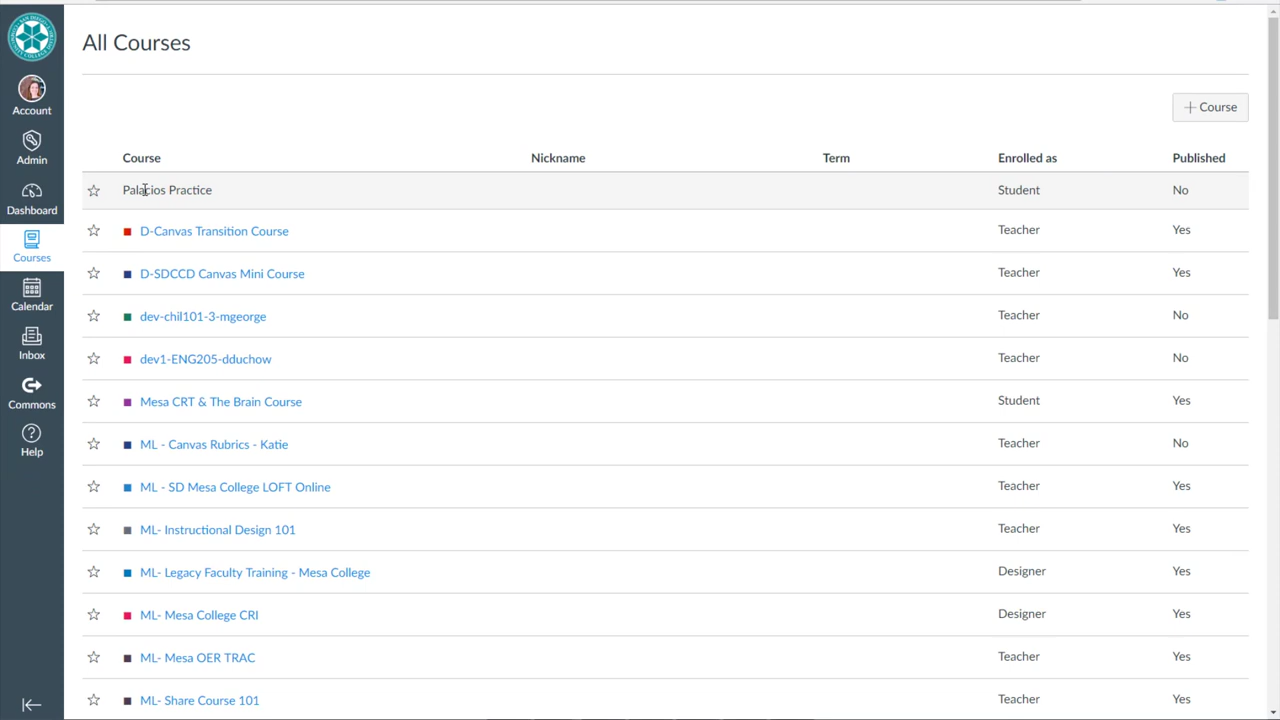 All Courses
Account
Admin
Dashboard
Courses
Calendar
Inbox
Commons
Help
+ Course
Course Nickname Term Enrolled as Published
Palacios Practice Student No
D-Canvas Transition Course Teacher Yes
D-SDCCD Canvas Mini Course Teacher Yes
dev-chil101-3-mgeorge Teacher No
dev1-ENG205-dduchow Teacher No
Mesa CRT & The Brain Course Student Yes
ML - Canvas Rubrics - Katie Teacher No
ML - SD Mesa College LOFT Online Teacher Yes
ML- Instructional Design 101 Teacher Yes
ML- Legacy Faculty Training - Mesa College Designer Yes
ML- Mesa College CRI Designer Yes
ML- Mesa OER TRAC Teacher Yes
ML- Share Course 101 Teacher Yes